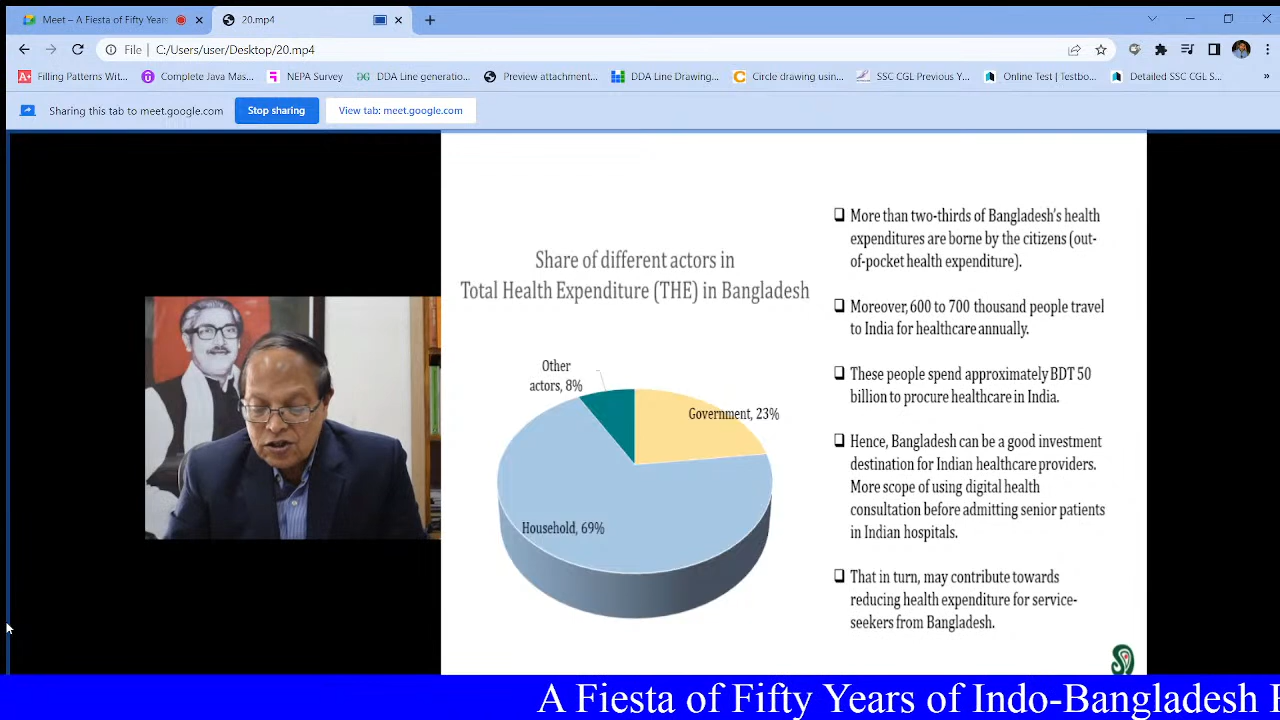 Meet – A Fiesta of Fifty Years
20.mp4
File
C:/Users/user/Desktop/20.mp4
Filling Patterns Wit...
Complete Java Mas...
NEPA Survey
DDA Line generatio...
Preview attachment...
DDA Line Drawing...
Circle drawing usin...
SSC CGL Previous Y...
Online Test | Testbo...
Detailed SSC CGL S...
Sharing this tab to meet.google.com
Stop sharing
View tab: meet.google.com
Share of different actors in
Total Health Expenditure (THE) in Bangladesh
Other
actors, 8%
Government, 23%
Household, 69%
More than two-thirds of Bangladesh's health
expenditures are borne by the citizens (out-
of-pocket health expenditure).
Moreover, 600 to 700 thousand people travel
to India for healthcare annually.
These people spend approximately BDT 50
billion to procure healthcare in India.
Hence, Bangladesh can be a good investment
destination for Indian healthcare providers.
More scope of using digital health
consultation before admitting senior patients
in Indian hospitals.
That in turn, may contribute towards
reducing health expenditure for service-
seekers from Bangladesh.
A Fiesta of Fifty Years of Indo-Bangladesh